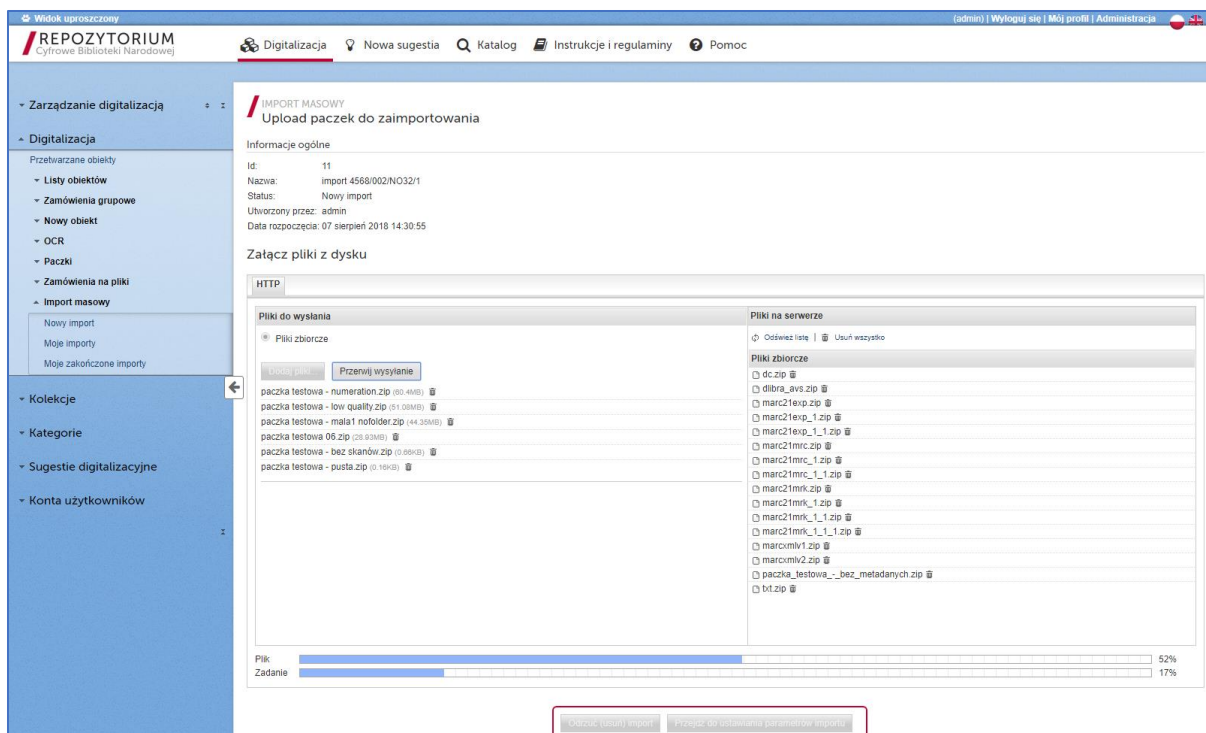 Widok uproszczony
(admin) | Wyloguj się | Mój profil | Administracja
REPOZYTORIUM
Cyfrowe Biblioteki Narodowej
Digitalizacja
Nowa sugestia
Katalog
Instrukcje i regulaminy
Pomoc
Zarządzanie digitalizacją
Digitalizacja
Przetwarzane obiekty
Listy obiektów
Zamówienia grupowe
Nowy obiekt
OCR
Paczki
Zamówienia na pliki
Import masowy
Nowy import
Moje importy
Moje zakończone importy
Kolekcje
Kategorie
Sugestie digitalizacyjne
Konta użytkowników
IMPORT MASOWY
Upload paczek do zaimportowania
Informacje ogólne
Id: 11
Nazwa: import 4568/002/NO32/1
Status: Nowy import
Utworzony przez: admin
Data rozpoczęcia: 07 sierpień 2018 14:30:55
Załącz pliki z dysku
HTTP
Pliki do wysłania
Pliki zbiorcze
Dodaj pliki...
Przerwij wysyłanie
paczka testowa - numeration.zip (60.4MB)
paczka testowa - low quality.zip (51.08MB)
paczka testowa - mala1 nofolder.zip (44.35MB)
paczka testowa 06.zip (28.93MB)
paczka testowa - bez skanów.zip (0.66KB)
paczka testowa - pusta.zip (0.16KB)
Pliki na serwerze
Odśwież listę | Usuń wszystko
Pliki zbiorcze
dc.zip
dlibra_avs.zip
marc21exp.zip
marc21exp_1.zip
marc21exp_1_1.zip
marc21mrc.zip
marc21mrc_1.zip
marc21mrc_1_1.zip
marc21mrk.zip
marc21mrk_1.zip
marc21mrk_1_1.zip
marc21mrk_1_1_1.zip
marcxmlv1.zip
marcxmlv2.zip
paczka_testowa_-_bez_metadanych.zip
txt.zip
Plik 52%
Zadanie 17%
Odrzuć (usuń) import
Przejdź do ustawiania parametrów importu